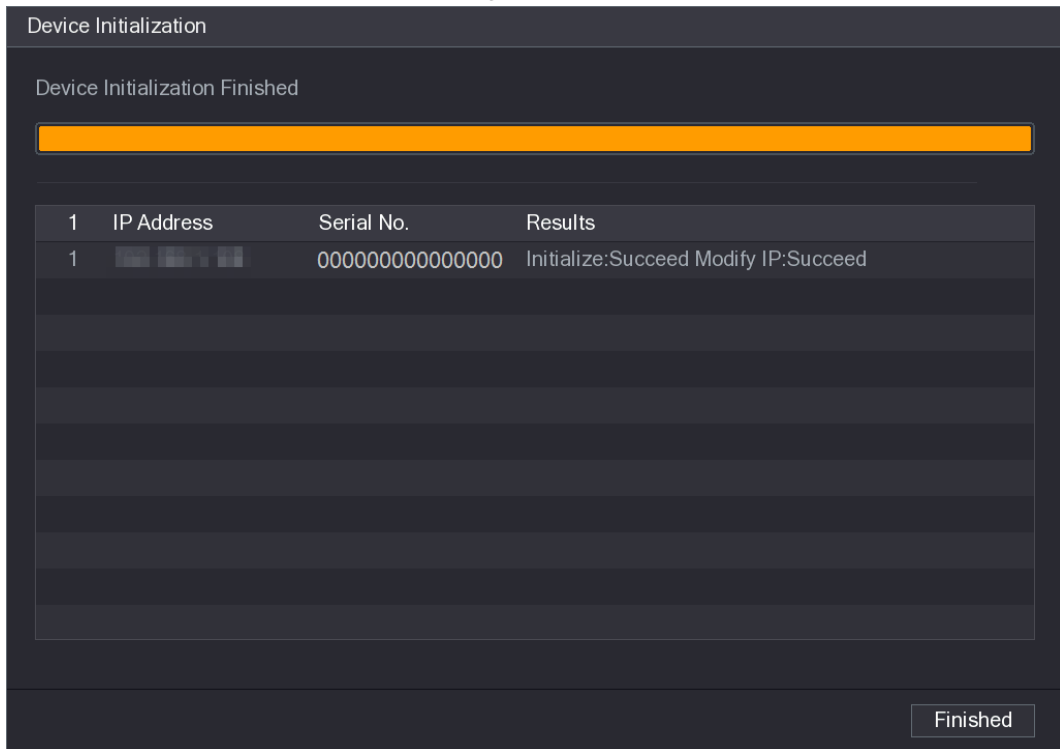 Device Initialization
Device Initialization Finished
1 IP Address Serial No. Results
1 000000000000000 Initialize:Succeed Modify IP:Succeed
Finished